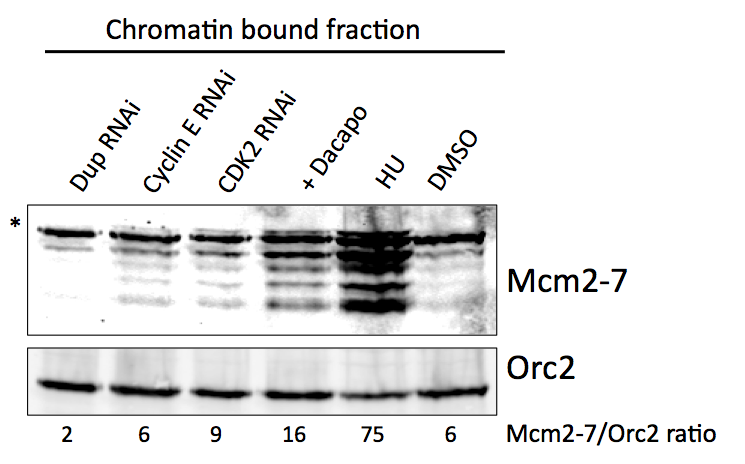 Chromatin bound fraction
Dup RNAi
Cyclin E RNAi
CDK2 RNAi
+ Dacapo
HU
DMSO
*
Mcm2-7
Orc2
2 6 9 16 75 6 Mcm2-7/Orc2 ratio